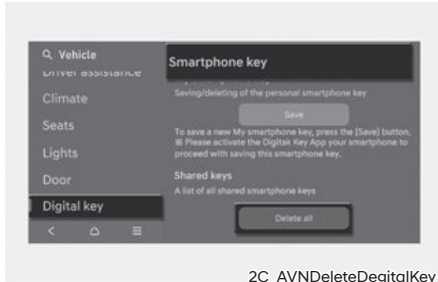 Vehicle
Driver assistance
Climate
Seats
Lights
Door
Digital key
Smartphone key
Saving/deleting of the personal smartphone key
Save
To save a new My smartphone key, press the [Save] button,
※ Please activate the Digitak Key App your smartphone to
proceed with saving this smartphone key.
Shared keys
A list of all shared smartphone keys
Delete all
2C_AVNDeleteDegitalKey